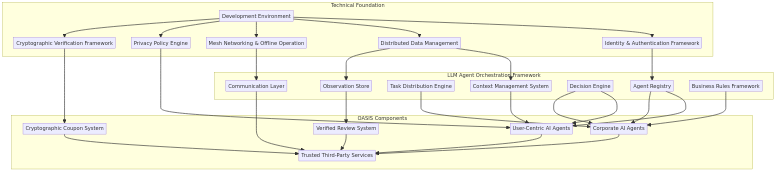 Technical Foundation
Development Environment
Cryptographic Verification Framework
Privacy Policy Engine
Mesh Networking & Offline Operation
Distributed Data Management
Identity & Authentication Framework
LLM Agent Orchestration Framework
Communication Layer
Observation Store
Task Distribution Engine
Context Management System
Decision Engine
Agent Registry
Business Rules Framework
OASIS Components
Cryptographic Coupon System
Verified Review System
User-Centric AI Agents
Corporate AI Agents
Trusted Third-Party Services